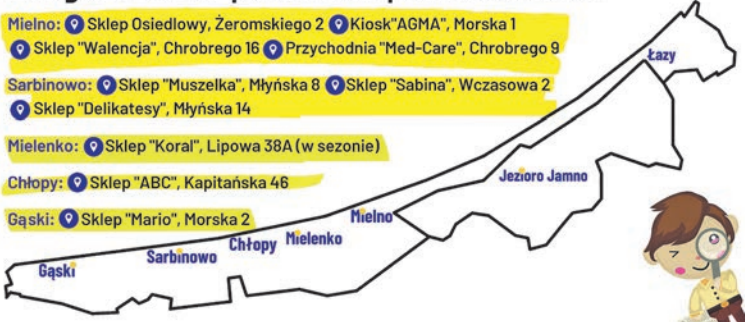 Mielno: Sklep Osiedlowy, Żeromskiego 2 Kiosk"AGMA", Morska 1
Sklep "Walencja", Chrobrego 16 Przychodnia "Med-Care", Chrobrego 9
Sarbinowo: Sklep "Muszelka", Młyńska 8 Sklep "Sabina", Wczasowa 2
Sklep "Delikatesy", Młyńska 14
Mielenko: Sklep "Koral", Lipowa 38A (w sezonie)
Chłopy: Sklep "ABC", Kapitańska 46
Gąski: Sklep "Mario", Morska 2
Łazy
Jezioro Jamno
Mielno
Mielenko
Chłopy
Sarbinowo
Gąski